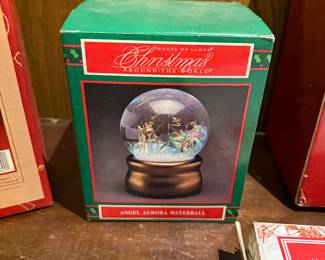 HOUSE OF LLOYD
Christmas
AROUND·THE·WORLD
ANGEL AURORA WATERBALL